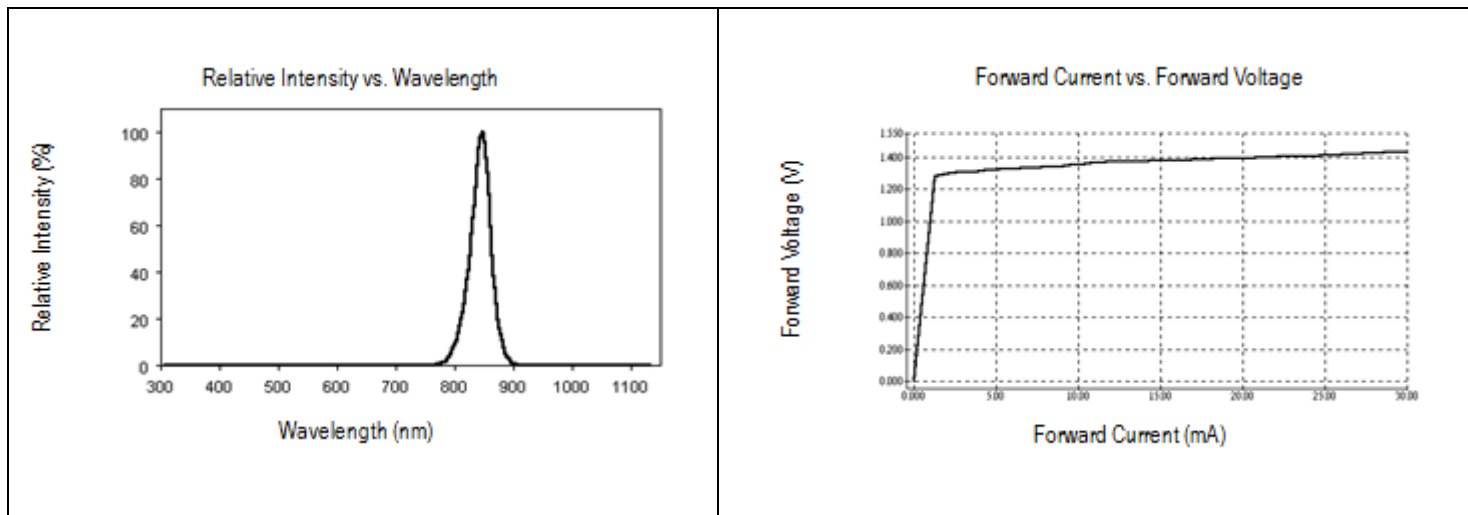 Relative Intensity vs. Wavelength
Relative Intensity (%)
100
80
60
40
20
0
300 400 500 600 700 800 900 1000 1100
Wavelength (nm)
Forward Current vs. Forward Voltage
Forward Voltage (V)
1.550
1.400
1.200
1.000
0.800
0.600
0.400
0.200
0.000
0.000 5.00 10.00 15.00 20.00 25.00 30.00
Forward Current (mA)